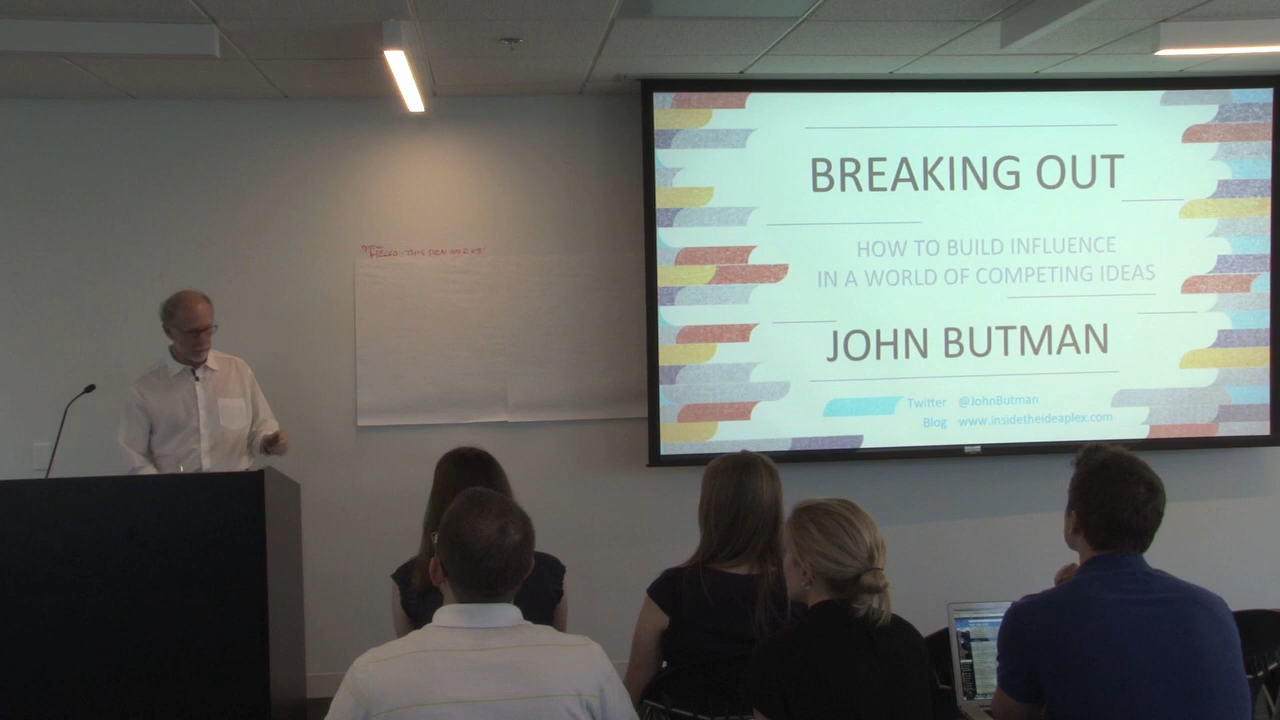 BREAKING OUT
HOW TO BUILD INFLUENCE
IN A WORLD OF COMPETING IDEAS
JOHN BUTMAN
Twitter @JohnButman
Blog www.insidetheideaplex.com